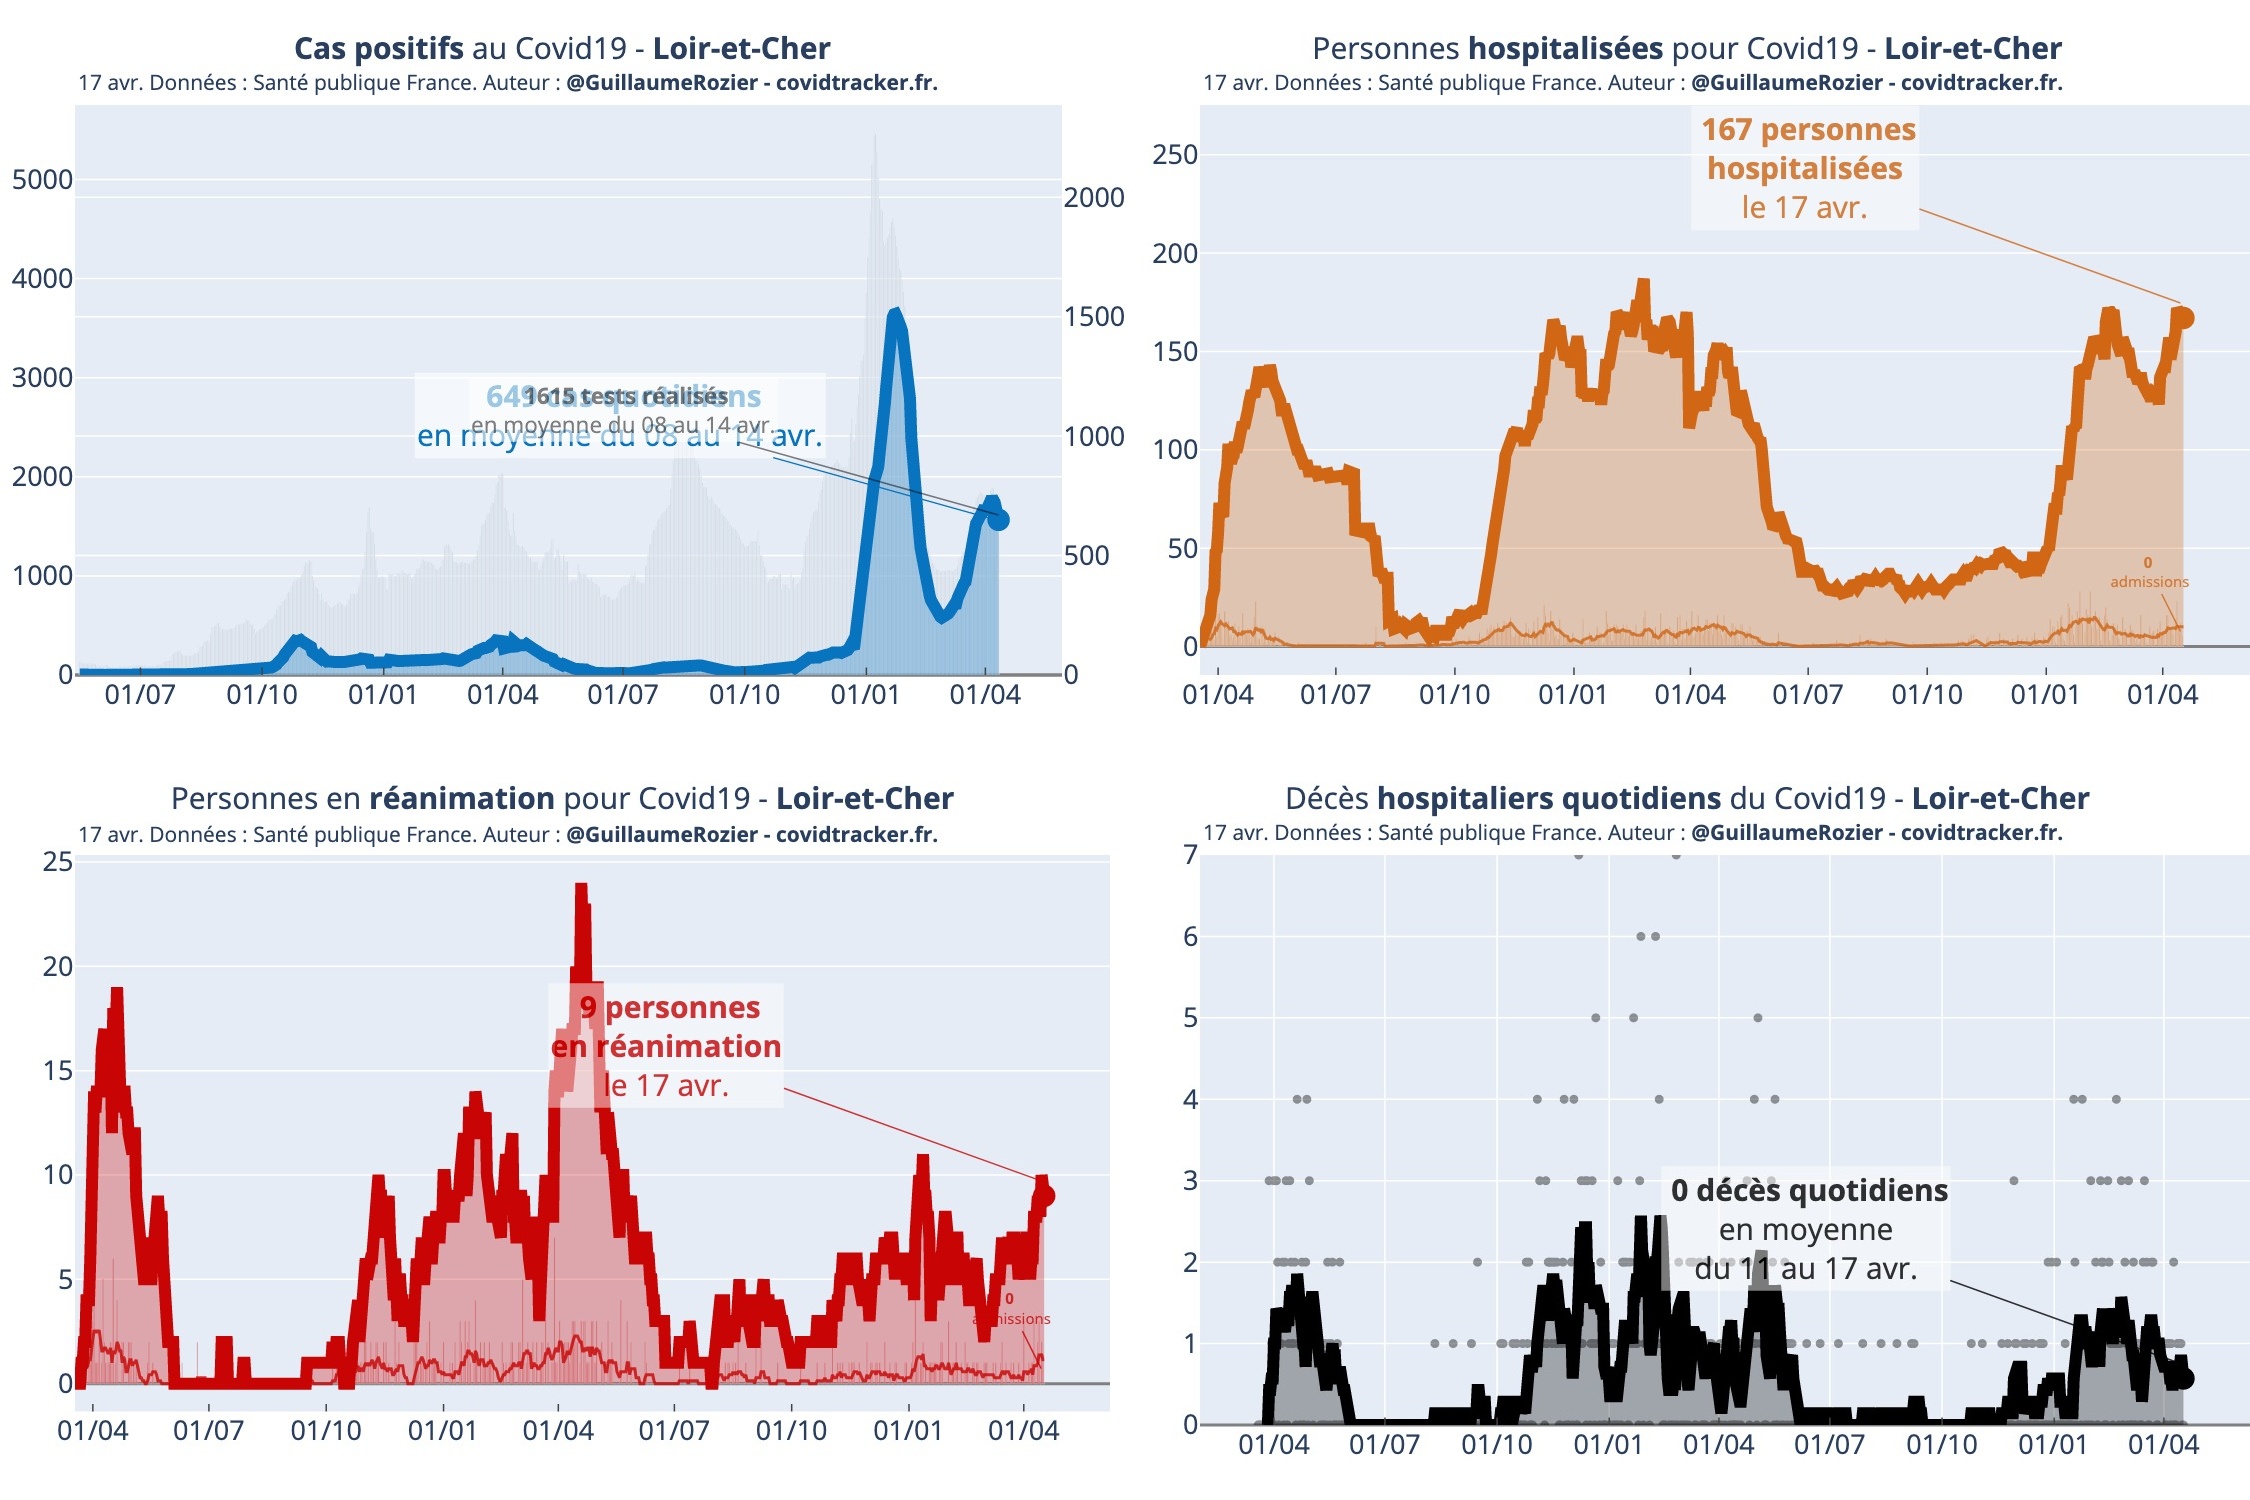 Cas positifs au Covid19 - Loir-et-Cher
17 avr. Données : Santé publique France. Auteur : @GuillaumeRozier - covidtracker.fr.
5000
4000
3000
2000
1000
0
2000
1500
1000
500
0
649 cas quotidiens
en moyenne du 08 au 14 avr.
1615 tests réalisés
en moyenne du 08 au 14 avr.
01/07 01/10 01/01 01/04 01/07 01/10 01/01 01/04
Personnes hospitalisées pour Covid19 - Loir-et-Cher
17 avr. Données : Santé publique France. Auteur : @GuillaumeRozier - covidtracker.fr.
250
200
150
100
50
0
167 personnes
hospitalisées
le 17 avr.
0
admissions
01/04 01/07 01/10 01/01 01/04 01/07 01/10 01/01 01/04
Personnes en réanimation pour Covid19 - Loir-et-Cher
17 avr. Données : Santé publique France. Auteur : @GuillaumeRozier - covidtracker.fr.
25
20
15
10
5
0
9 personnes
en réanimation
le 17 avr.
0
admissions
01/04 01/07 01/10 01/01 01/04 01/07 01/10 01/01 01/04
Décès hospitaliers quotidiens du Covid19 - Loir-et-Cher
17 avr. Données : Santé publique France. Auteur : @GuillaumeRozier - covidtracker.fr.
7
6
5
4
3
2
1
0
0 décès quotidiens
en moyenne
du 11 au 17 avr.
01/04 01/07 01/10 01/01 01/04 01/07 01/10 01/01 01/04